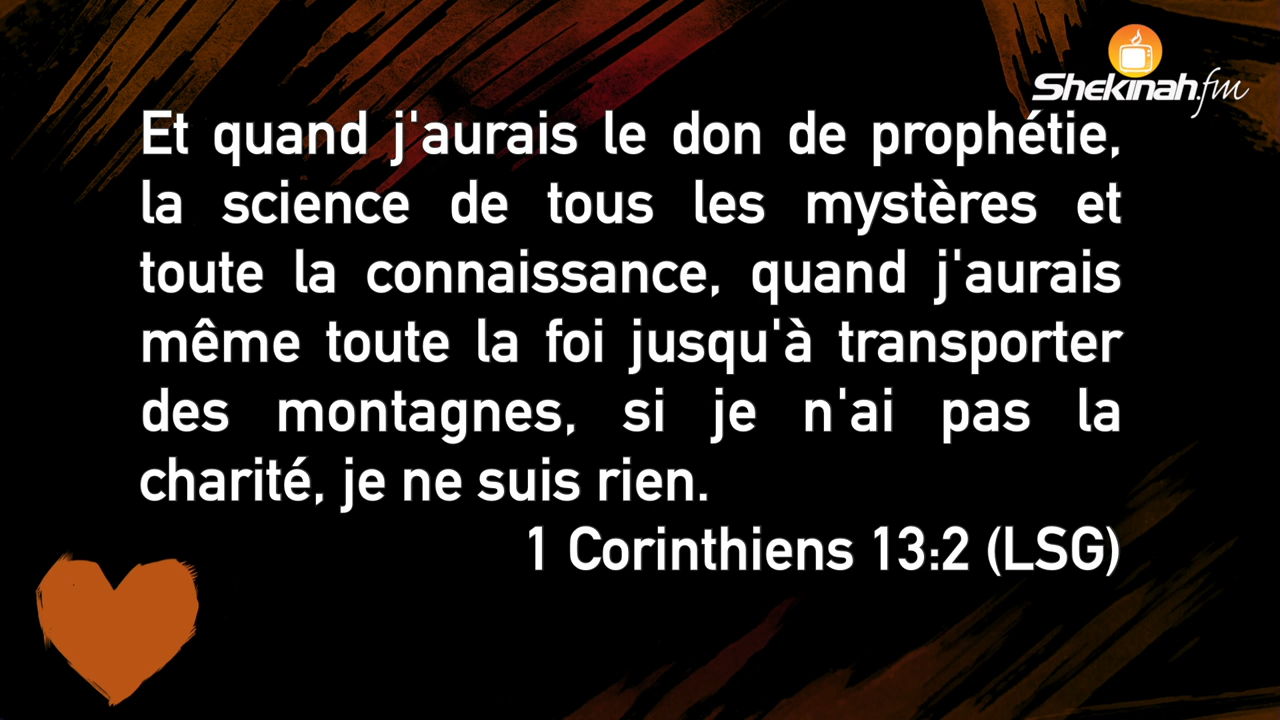 Shekinah.fm
Et quand j'aurais le don de prophétie,
la science de tous les mystères et
toute la connaissance, quand j'aurais
même toute la foi jusqu'à transporter
des montagnes, si je n'ai pas la
charité, je ne suis rien.
1 Corinthiens 13:2 (LSG)